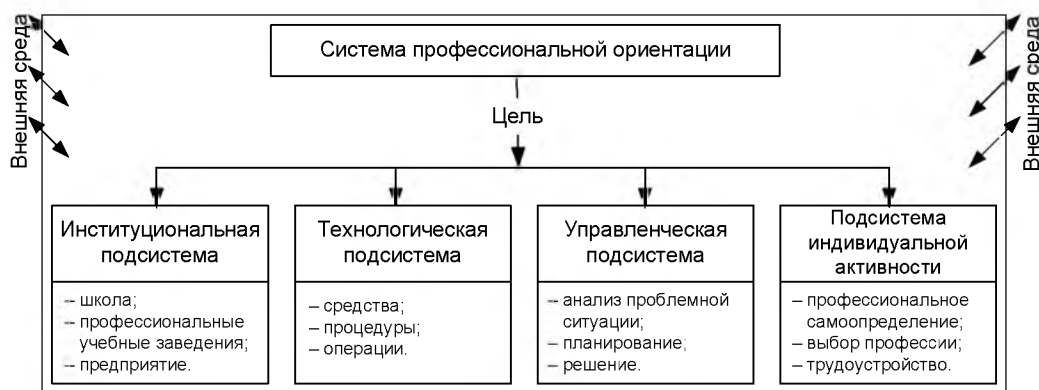 Внешняя среда
Система профессиональной ориентации
Внешняя среда
Цель
Институциональная
подсистема
– школа;
– профессиональные
учебные заведения;
– предприятие.
Технологическая
подсистема
– средства;
– процедуры;
– операции.
Управленческая
подсистема
– анализ проблемной
ситуации;
– планирование;
– решение.
Подсистема
индивидуальной
активности
– профессиональное
самоопределение;
– выбор профессии;
– трудоустройство.